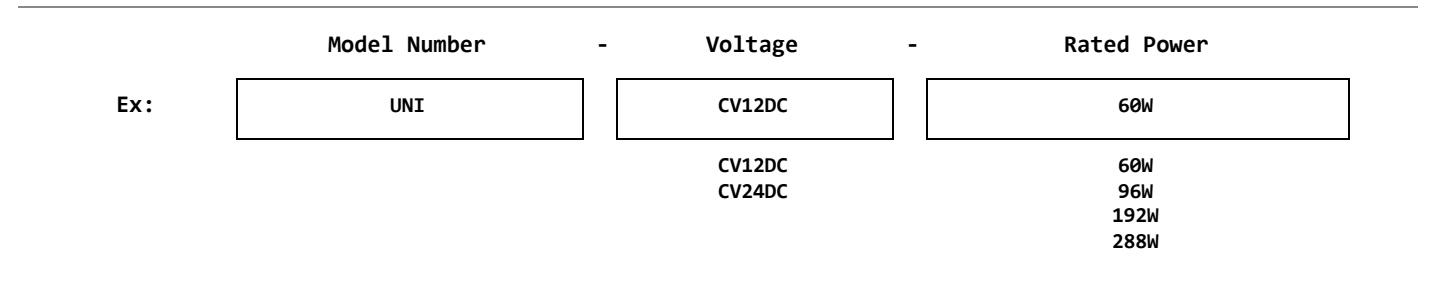 Model Number - Voltage - Rated Power
Ex: UNI CV12DC 60W
CV12DC 60W
CV24DC 96W
192W
288W